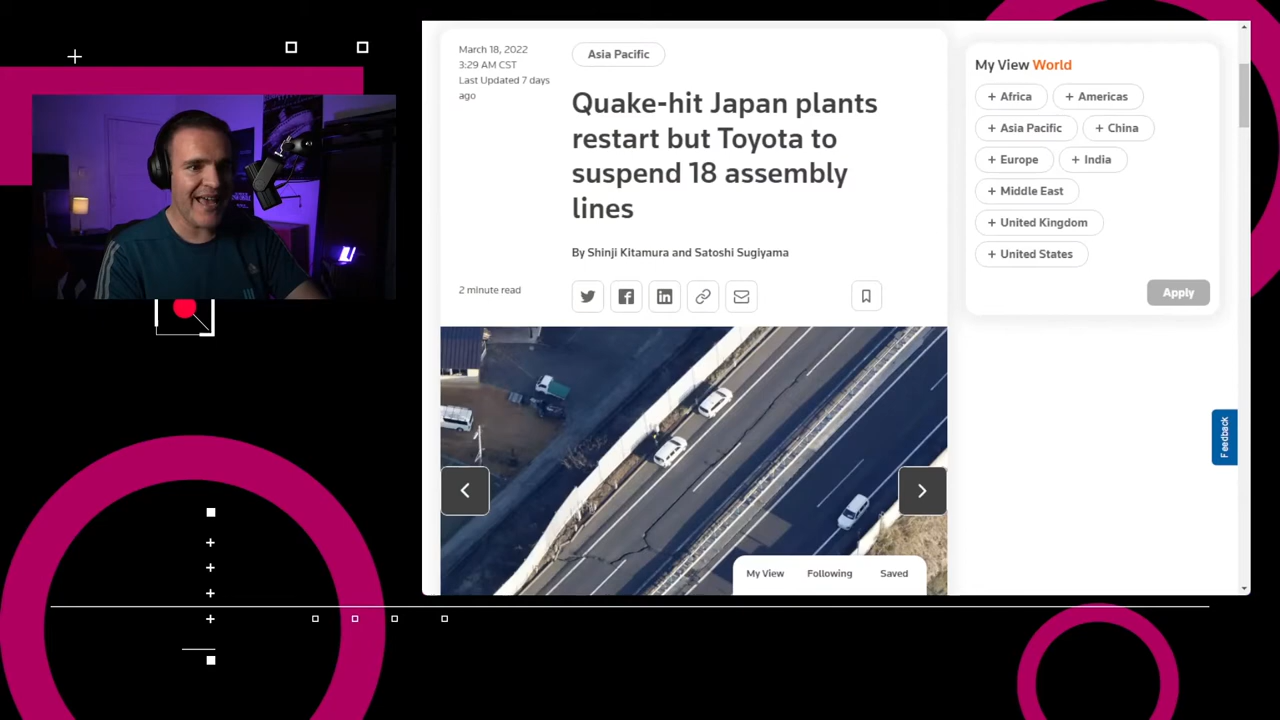 March 18, 2022
3:29 AM CST
Last Updated 7 days
ago
Asia Pacific
Quake-hit Japan plants
restart but Toyota to
suspend 18 assembly
lines
By Shinji Kitamura and Satoshi Sugiyama
2 minute read
My View Following Saved
My View World
+ Africa + Americas
+ Asia Pacific + China
+ Europe + India
+ Middle East
+ United Kingdom
+ United States
Apply
Feedback